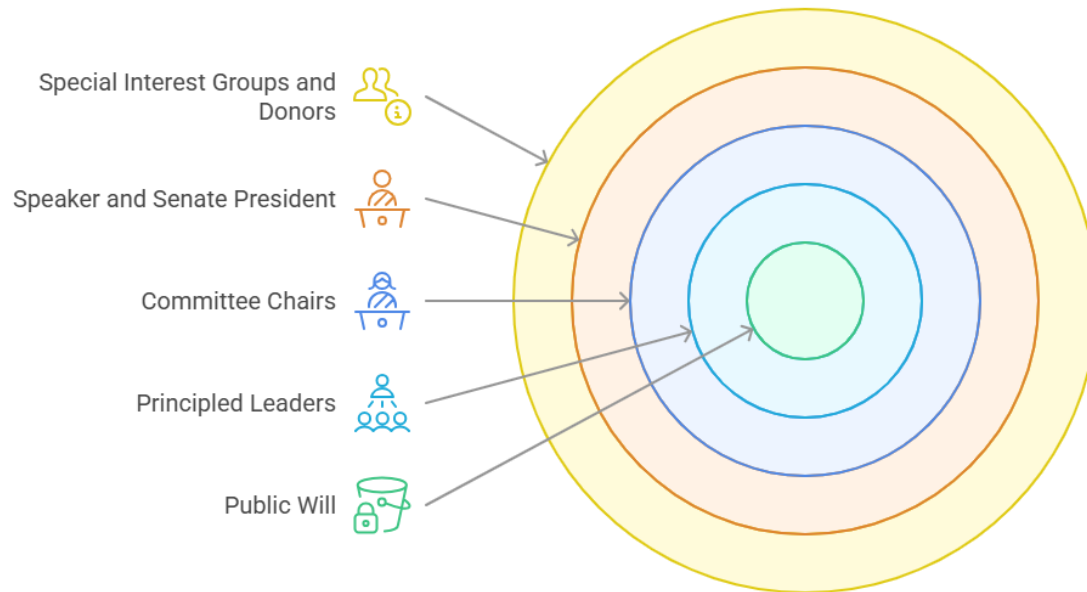 Special Interest Groups and
Donors
Speaker and Senate President
Committee Chairs
Principled Leaders
Public Will